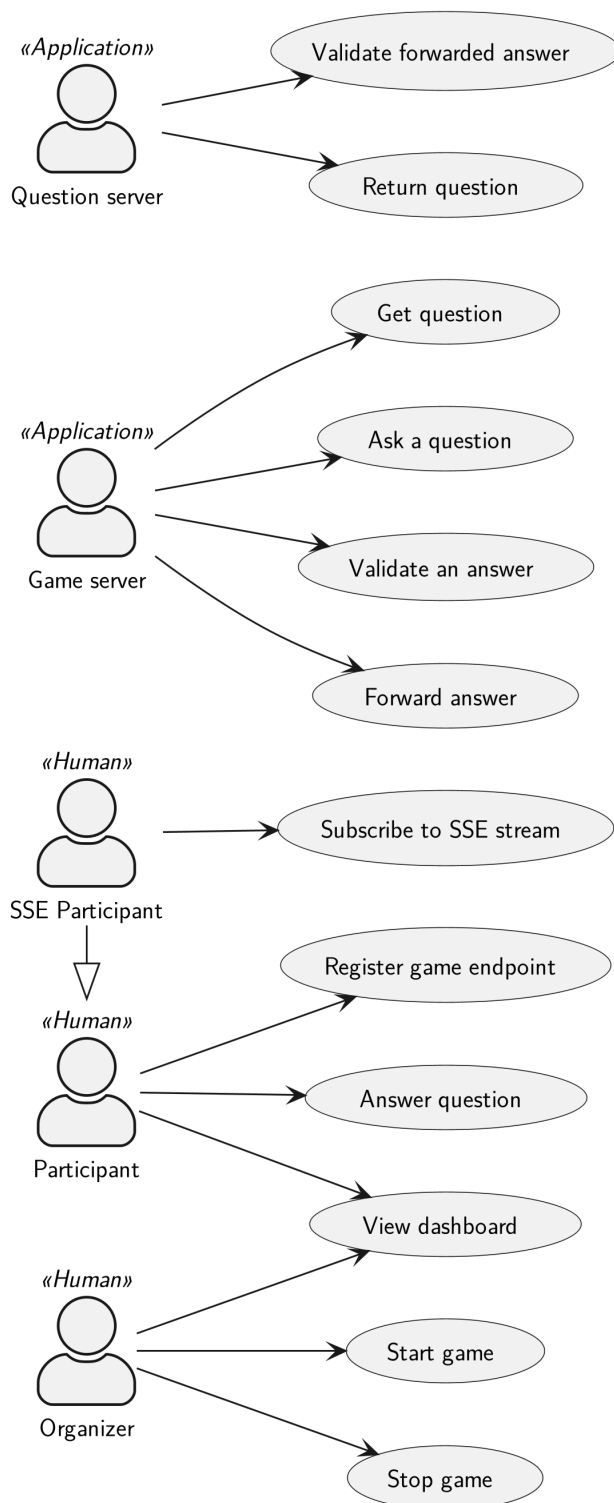 «Application»
Question server
Validate forwarded answer
Return question
«Application»
Game server
Get question
Ask a question
Validate an answer
Forward answer
«Human»
SSE Participant
Subscribe to SSE stream
«Human»
Participant
Register game endpoint
Answer question
View dashboard
«Human»
Organizer
Start game
Stop game